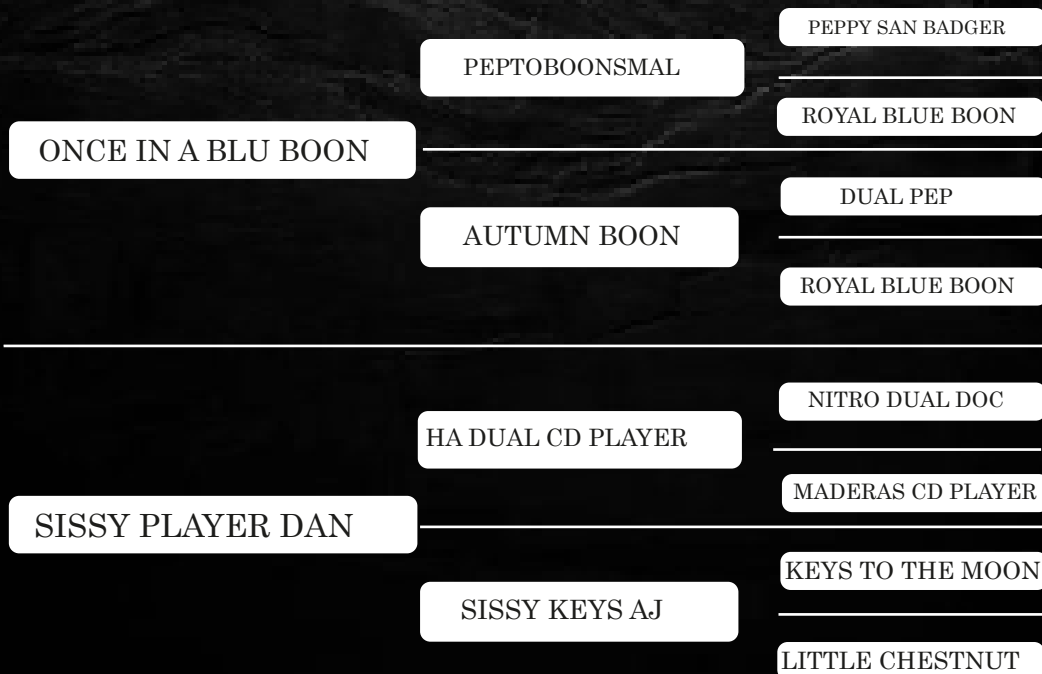 PEPPY SAN BADGER
PEPTOBOONSMAL
ROYAL BLUE BOON
ONCE IN A BLU BOON
DUAL PEP
AUTUMN BOON
ROYAL BLUE BOON
NITRO DUAL DOC
HA DUAL CD PLAYER
MADERAS CD PLAYER
SISSY PLAYER DAN
KEYS TO THE MOON
SISSY KEYS AJ
LITTLE CHESTNUT